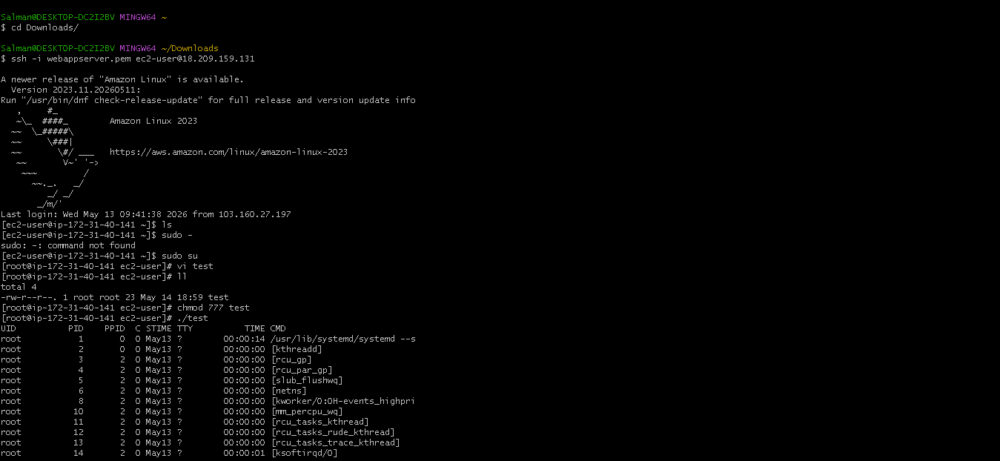 Salman@DESKTOP-DC2I2BV MINGW64 ~
$ cd Downloads/

Salman@DESKTOP-DC2I2BV MINGW64 ~/Downloads
$ ssh -i webappserver.pem ec2-user@18.209.159.131

A newer release of "Amazon Linux" is available.
  Version 2023.11.20260511:
Run "/usr/bin/dnf check-release-update" for full release and version update info
   ,     #_
   ~\_  ####_        Amazon Linux 2023
  ~~  \_#####\
  ~~     \###|
  ~~       \#/ ___   https://aws.amazon.com/linux/amazon-linux-2023
   ~~       V~' '->
    ~~~         /
      ~~._.   _/
         _/ _/
       _/m/'
Last login: Wed May 13 09:41:38 2026 from 103.160.27.197
[ec2-user@ip-172-31-40-141 ~]$ ls
[ec2-user@ip-172-31-40-141 ~]$ sudo -
sudo: -: command not found
[ec2-user@ip-172-31-40-141 ~]$ sudo su
[root@ip-172-31-40-141 ec2-user]# vi test
[root@ip-172-31-40-141 ec2-user]# ll
total 4
-rw-r--r--. 1 root root 23 May 14 18:59 test
[root@ip-172-31-40-141 ec2-user]# chmod 777 test
[root@ip-172-31-40-141 ec2-user]# ./test
UID          PID    PPID  C STIME TTY          TIME CMD
root           1       0  0 May13 ?        00:00:14 /usr/lib/systemd/systemd --s
root           2       0  0 May13 ?        00:00:00 [kthreadd]
root           3       2  0 May13 ?        00:00:00 [rcu_gp]
root           4       2  0 May13 ?        00:00:00 [rcu_par_gp]
root           5       2  0 May13 ?        00:00:00 [slub_flushwq]
root           6       2  0 May13 ?        00:00:00 [netns]
root           8       2  0 May13 ?        00:00:00 [kworker/0:0H-events_highpri
root          10       2  0 May13 ?        00:00:00 [mm_percpu_wq]
root          11       2  0 May13 ?        00:00:00 [rcu_tasks_kthread]
root          12       2  0 May13 ?        00:00:00 [rcu_tasks_rude_kthread]
root          13       2  0 May13 ?        00:00:00 [rcu_tasks_trace_kthread]
root          14       2  0 May13 ?        00:00:01 [ksoftirqd/0]